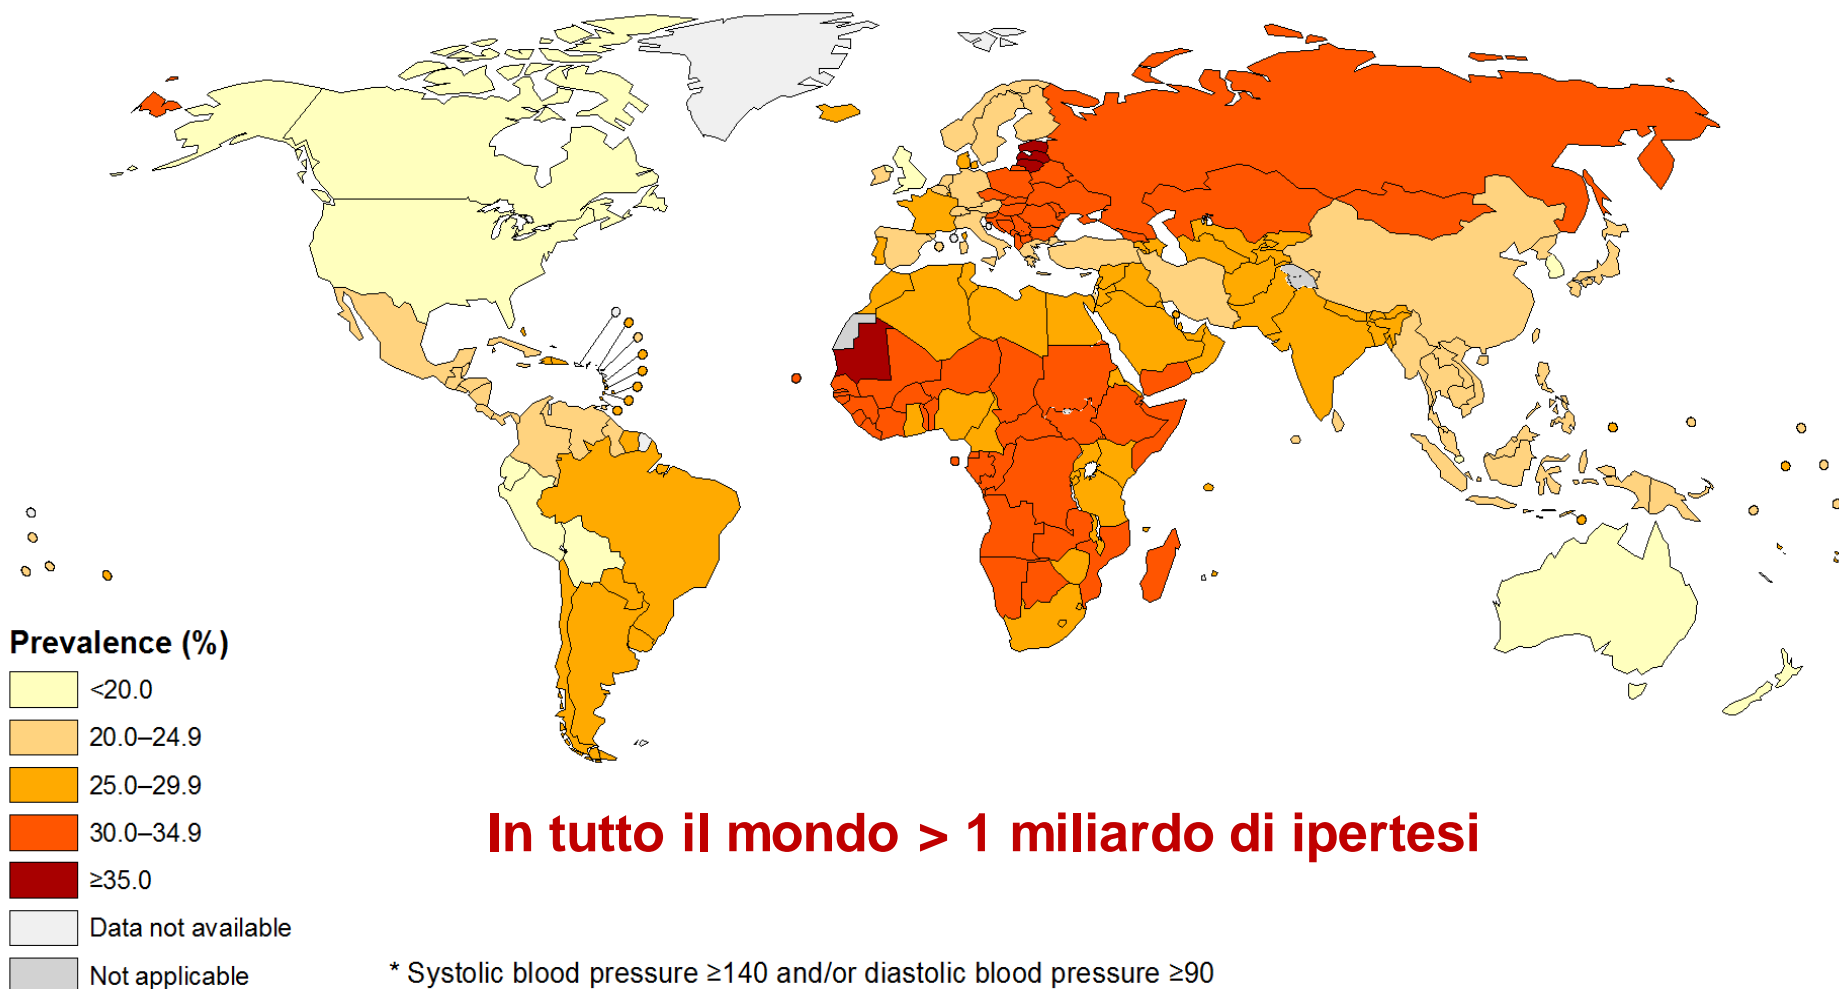 Prevalence (%)
<20.0
20.0–24.9
25.0–29.9
30.0–34.9
≥35.0
Data not available
Not applicable
In tutto il mondo > 1 miliardo di ipertesi
* Systolic blood pressure ≥140 and/or diastolic blood pressure ≥90